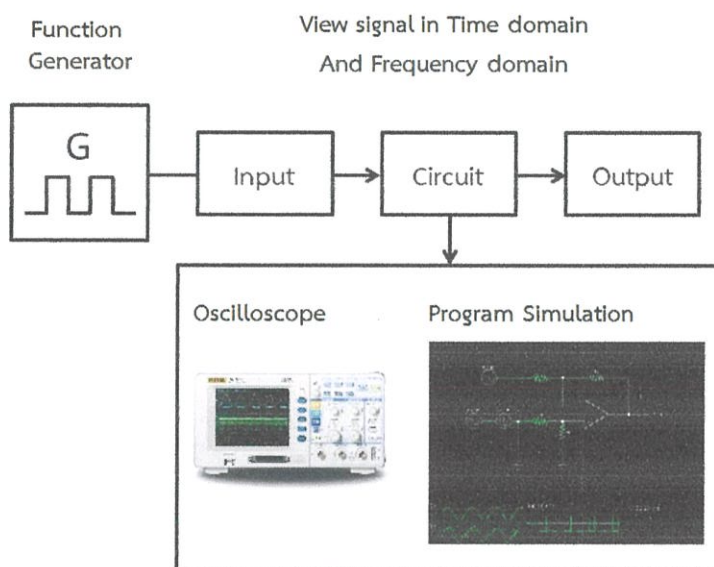 Function
Generator
View signal in Time domain
And Frequency domain
G
Input
Circuit
Output
Oscilloscope
Program Simulation